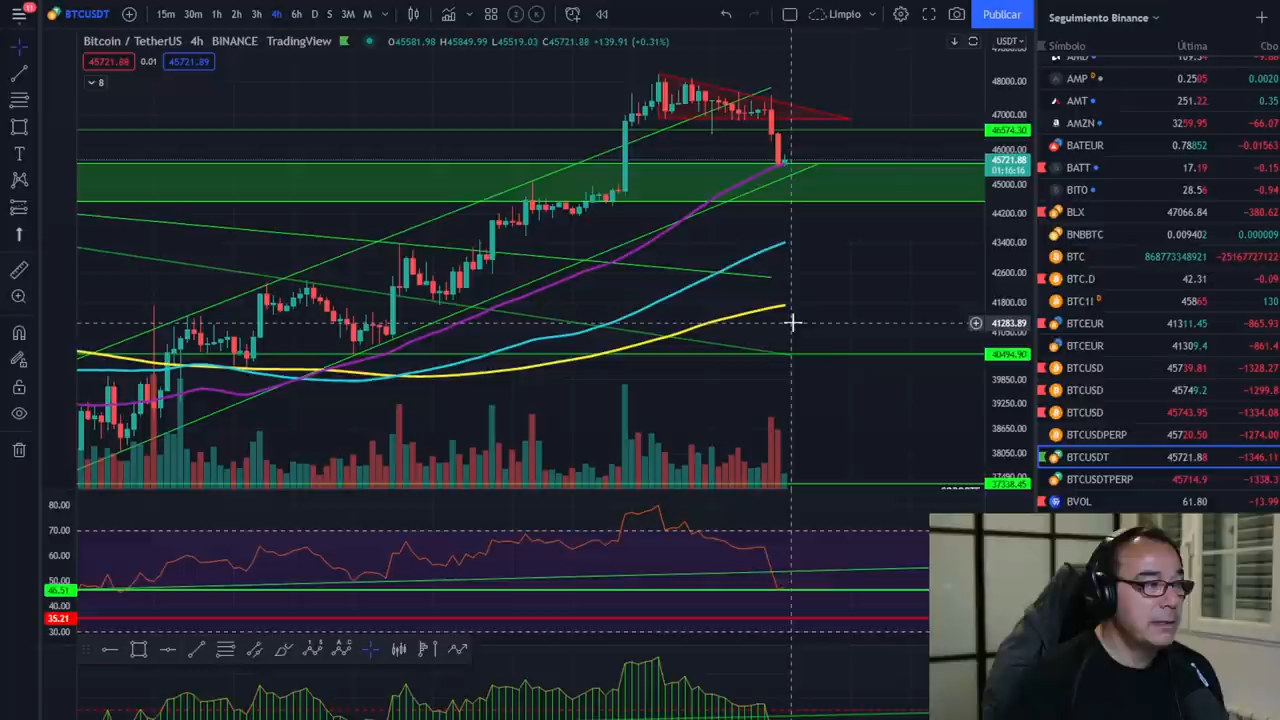 11
BTCUSDT
15m 30m 1h 2h 3h 4h 6h D S 3M M
2
K
Limpio
Publicar
Seguimiento Binance
Bitcoin / TetherUS 4h BINANCE TradingView
O45581.98 H45849.99 L45519.03 C45721.88 +139.91 (+0.31%)
USDT
Símbolo Última Cbo
45721.88 0.01 45721.89
8
AMP D 0.2505 0.0020
AMT 251.22 0.35
AMZN 3259.95 −66.07
BATEUR 0.78852 −0.01563
BATT 17.19 −0.15
BITO 28.56 −0.94
BLX 47066.84 −380.62
BNBBTC 0.009402 0.000009
BTC 868773348921 −25167727122
BTC.D 42.31 −0.09
BTC1! D 45865 130
BTCEUR 41311.45 −865.93
BTCEUR 41309.4 −861.4
BTCUSD 45739.81 −1328.27
BTCUSD 45749.2 −1299.8
BTCUSD 45743.95 −1334.08
BTCUSDPERP 45720.50 −1274.00
BTCUSDT 45721.88 −1346.11
BTCUSDTPERP 45714.9 −1338.3
BVOL 61.80 −13.99
48000.00
47000.00
46574.30
46000.00
45721.88
01:16:16
45000.00
44200.00
43400.00
42600.00
41800.00
41283.89
40494.90
39850.00
39250.00
38650.00
38050.00
37338.45
80.00
70.00
60.00
50.00
46.51
40.00
35.21
30.00